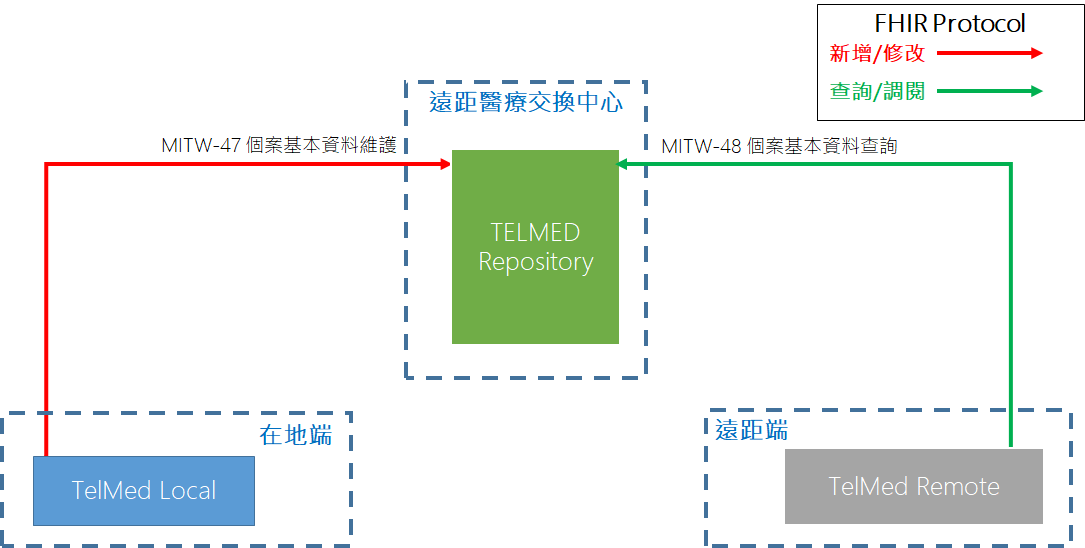 FHIR Protocol
新增/修改
查詢/調閱
遠距醫療交換中心
MITW-47 個案基本資料維護
MITW-48 個案基本資料查詢
TELMED
Repository
在地端
TelMed Local
遠距端
TelMed Remote